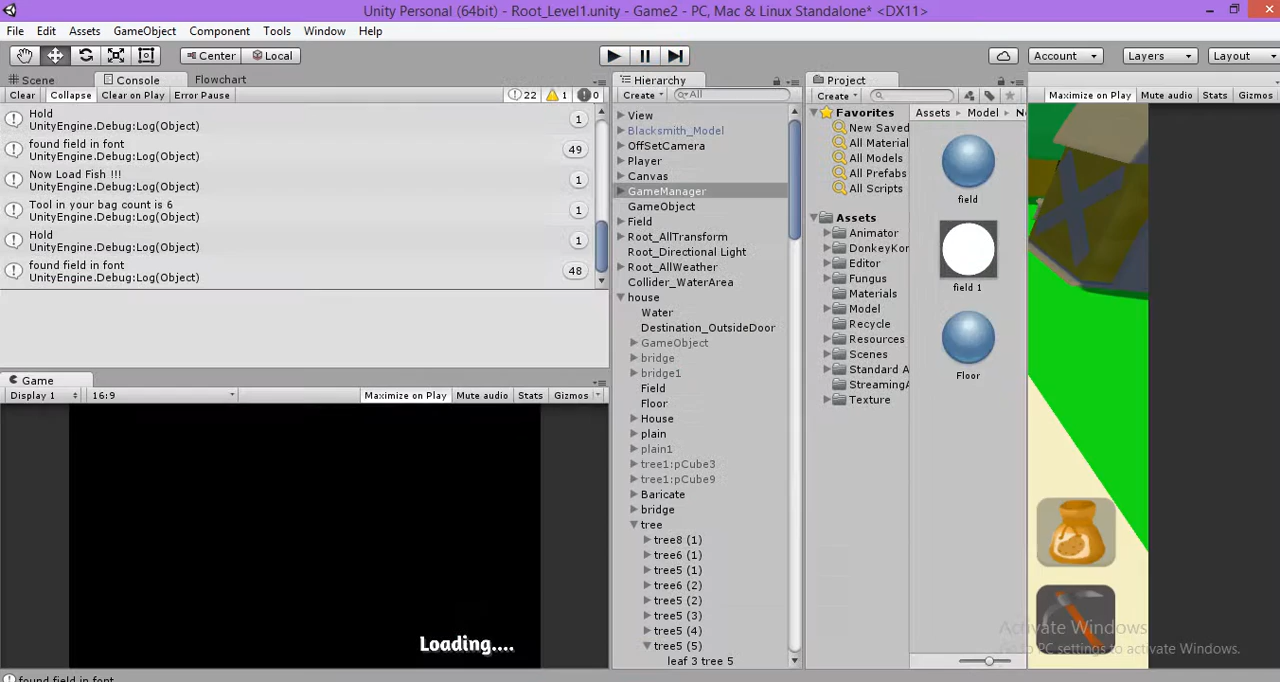 Unity Personal (64bit) - Root_Level1.unity - Game2 - PC, Mac & Linux Standalone* <DX11>
File Edit Assets GameObject Component Tools Window Help
Center Local Account Layers Layout
Scene Console Flowchart
Clear Collapse Clear on Play Error Pause 22 1 0
Hold
UnityEngine.Debug:Log(Object) 1
found field in font
UnityEngine.Debug:Log(Object) 49
Now Load Fish !!!
UnityEngine.Debug:Log(Object) 1
Tool in your bag count is 6
UnityEngine.Debug:Log(Object) 1
Hold
UnityEngine.Debug:Log(Object) 1
found field in font
UnityEngine.Debug:Log(Object) 48
Game
Display 1 16:9 Maximize on Play Mute audio Stats Gizmos
Loading....
found field in font
Hierarchy
Create All
View
Blacksmith_Model
OffSetCamera
Player
Canvas
GameManager
GameObject
Field
Root_AllTransform
Root_Directional Light
Root_AllWeather
Collider_WaterArea
house
Water
Destination_OutsideDoor
GameObject
bridge
bridge1
Field
Floor
House
plain
plain1
tree1:pCube3
tree1:pCube9
Baricate
bridge
tree
tree8 (1)
tree6 (1)
tree5 (1)
tree6 (2)
tree5 (2)
tree5 (3)
tree5 (4)
tree5 (5)
leaf 3 tree 5
Project
Create
Favorites
New Saved
All Material
All Models
All Prefabs
All Scripts
Assets
Animator
DonkeyKon
Editor
Fungus
Materials
Model
Recycle
Resources
Scenes
Standard A
StreamingA
Texture
Assets Model
field
field 1
Floor
Maximize on Play Mute audio Stats Gizmos
Activate Windows
Go to PC settings to activate Windows.